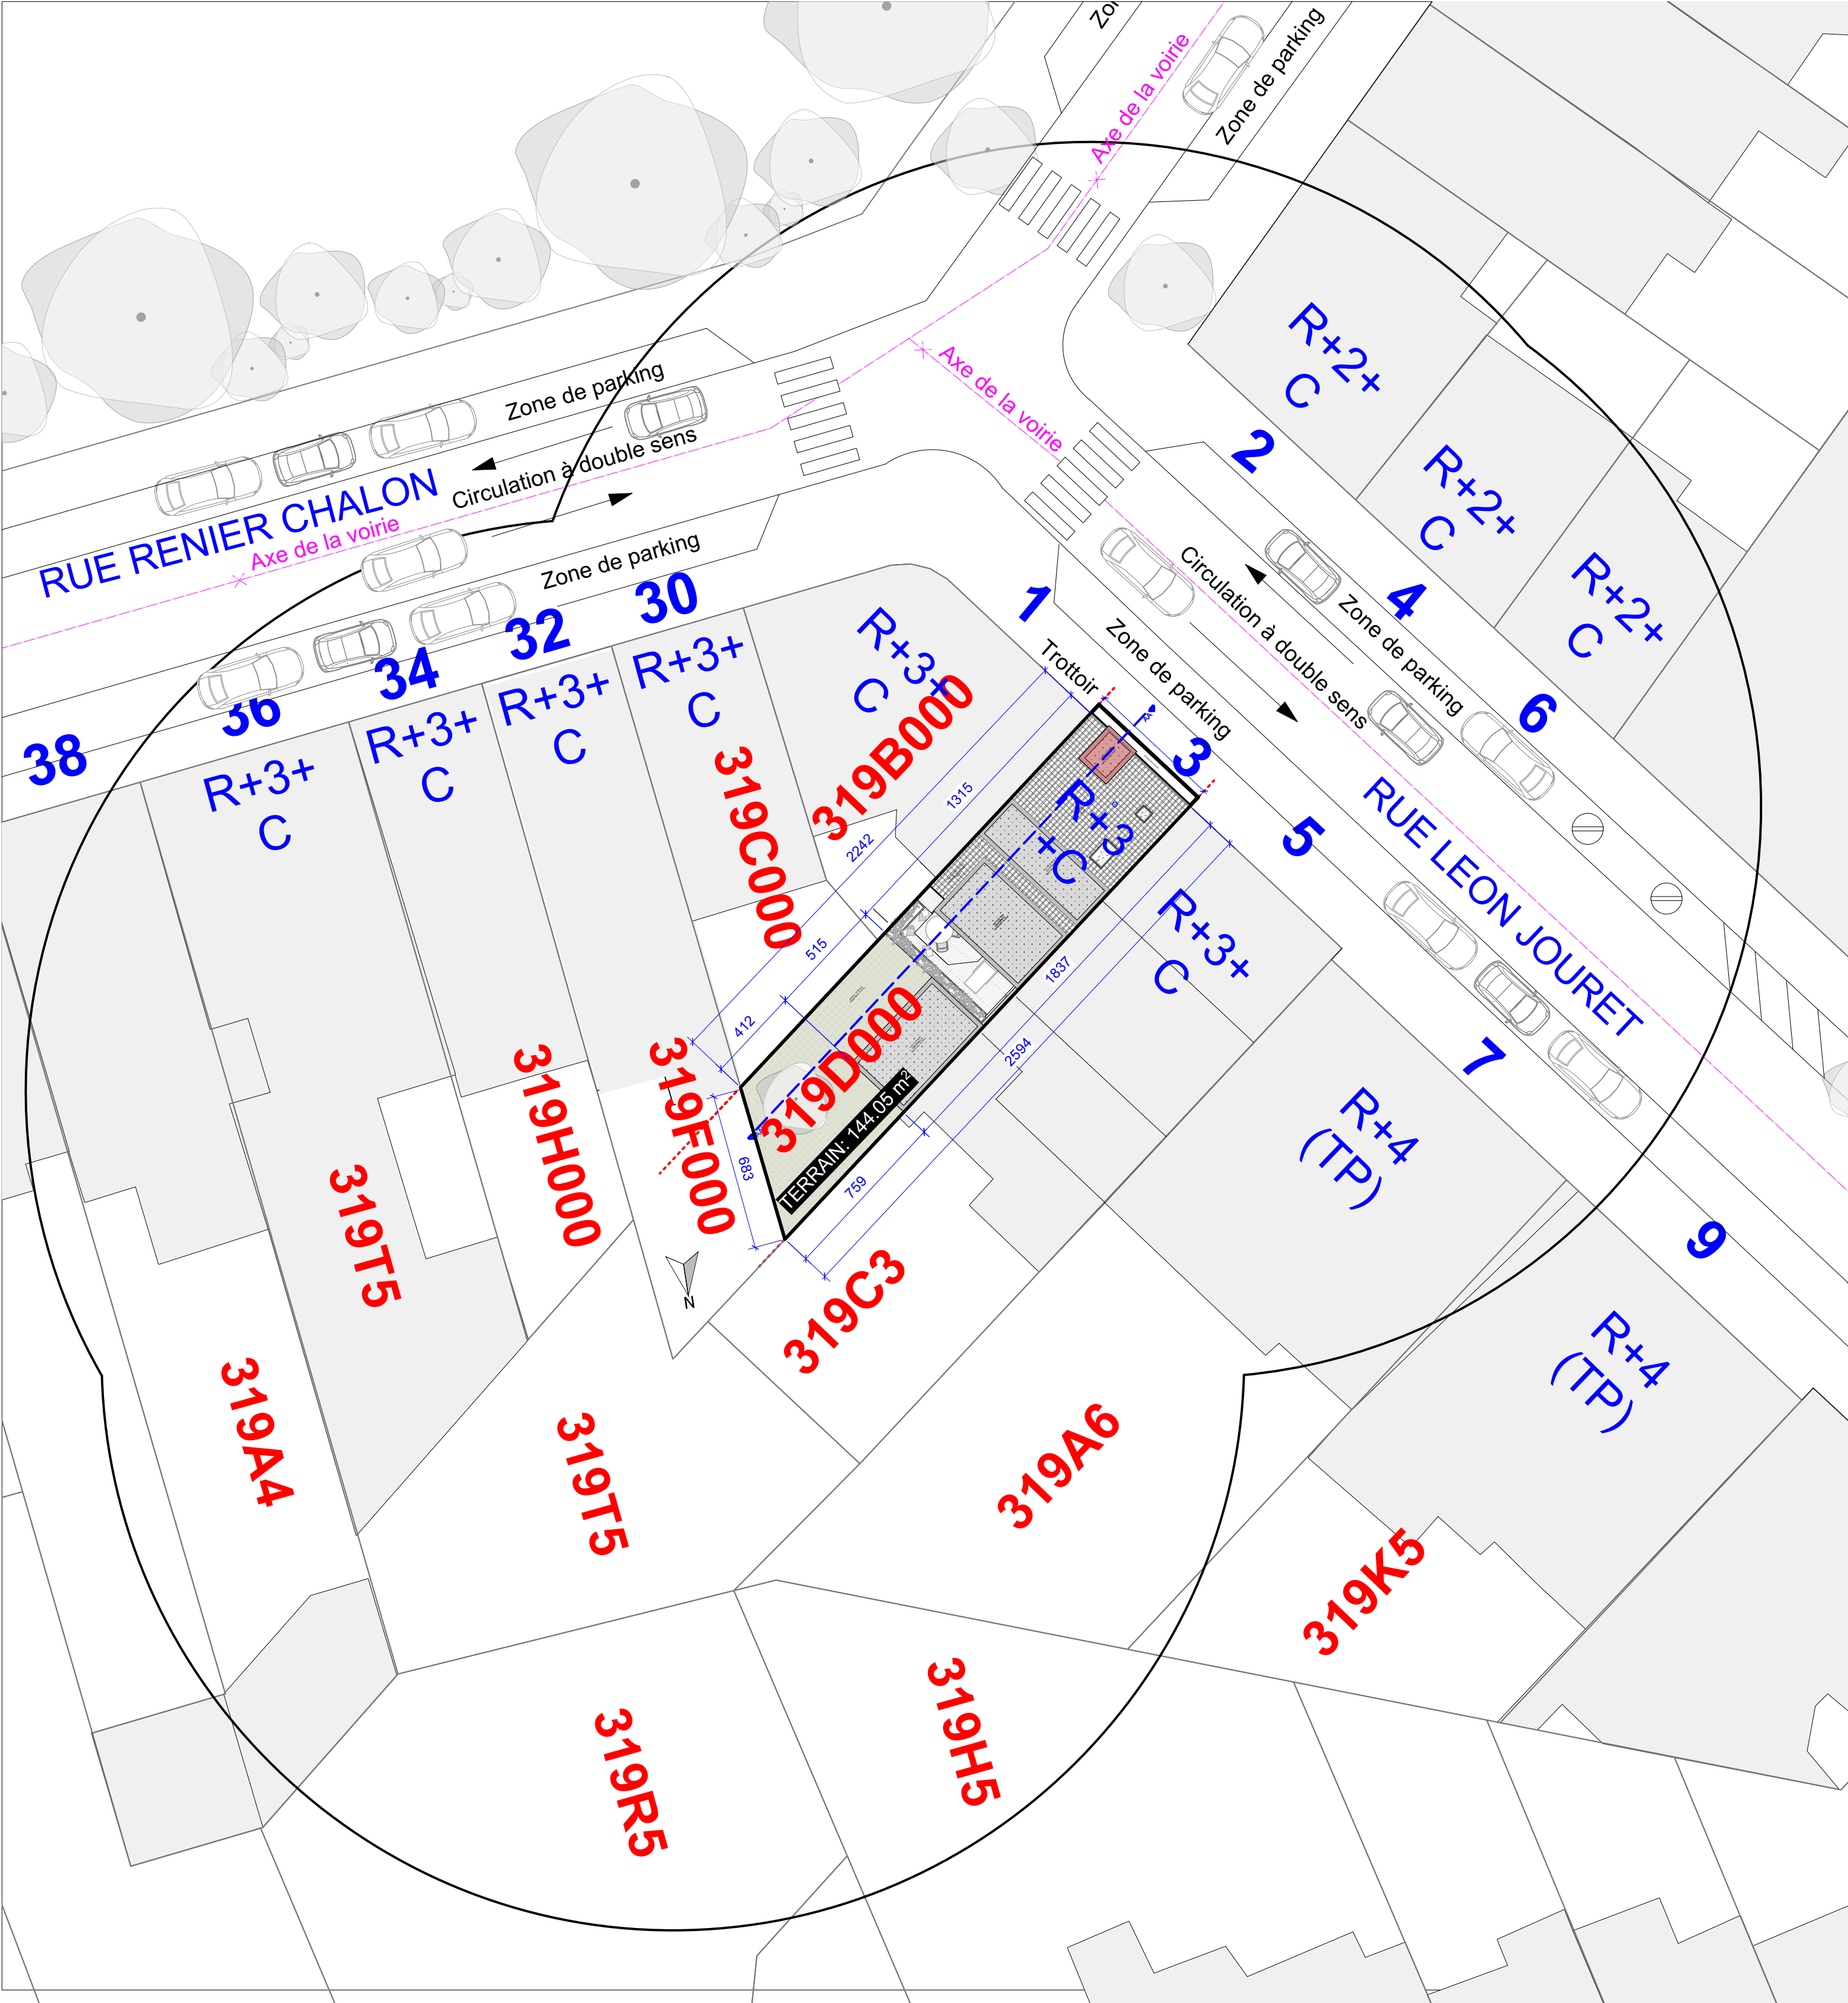 Zor
Zone de parking
Axe de la voirie
Axe de la voirie
Zone de parking
Circulation à double sens
RUE RENIER CHALON
Axe de la voirie
Zone de parking
38
36
34
32
30
1
3
5
7
9
2
4
6
R+2+
C
R+2+
C
R+2+
C
R+3+
C
R+3+
C
R+3+
C
R+3+
C
R+3+
C
Trottoir
Zone de parking
Circulation à double sens
Zone de parking
RUE LEON JOURET
R+3
+C
R+3+
C
R+4
(TP)
R+4
(TP)
319B000
319C000
319D000
319F000
319H000
319T5
319A4
319T5
319C3
319A6
319K5
319R5
319H5
TERRAIN: 144.05 m²
1315
2242
515
412
683
759
1837
2594
N